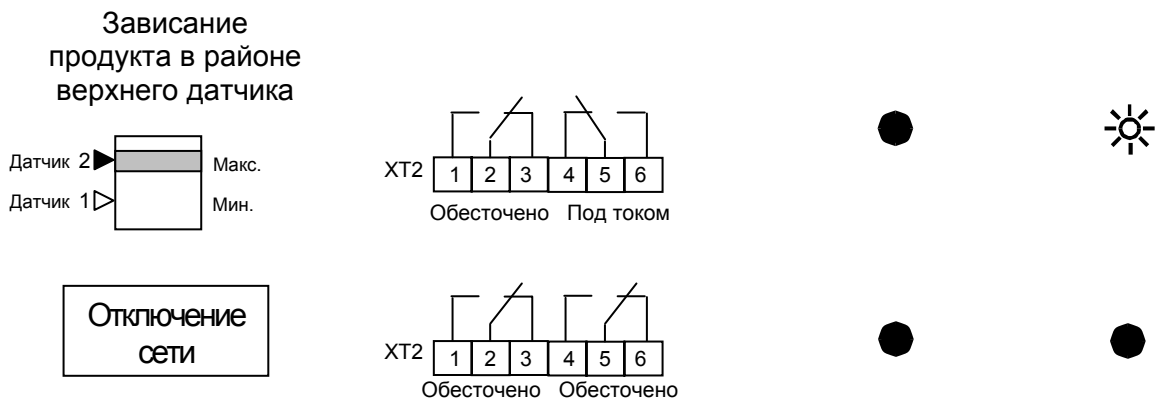 Зависание
продукта в районе
верхнего датчика
Датчик 2 Макс.
Датчик 1 Мин.
XT2 1 2 3 4 5 6
Обесточено Под током
Отключение
сети
XT2 1 2 3 4 5 6
Обесточено Обесточено